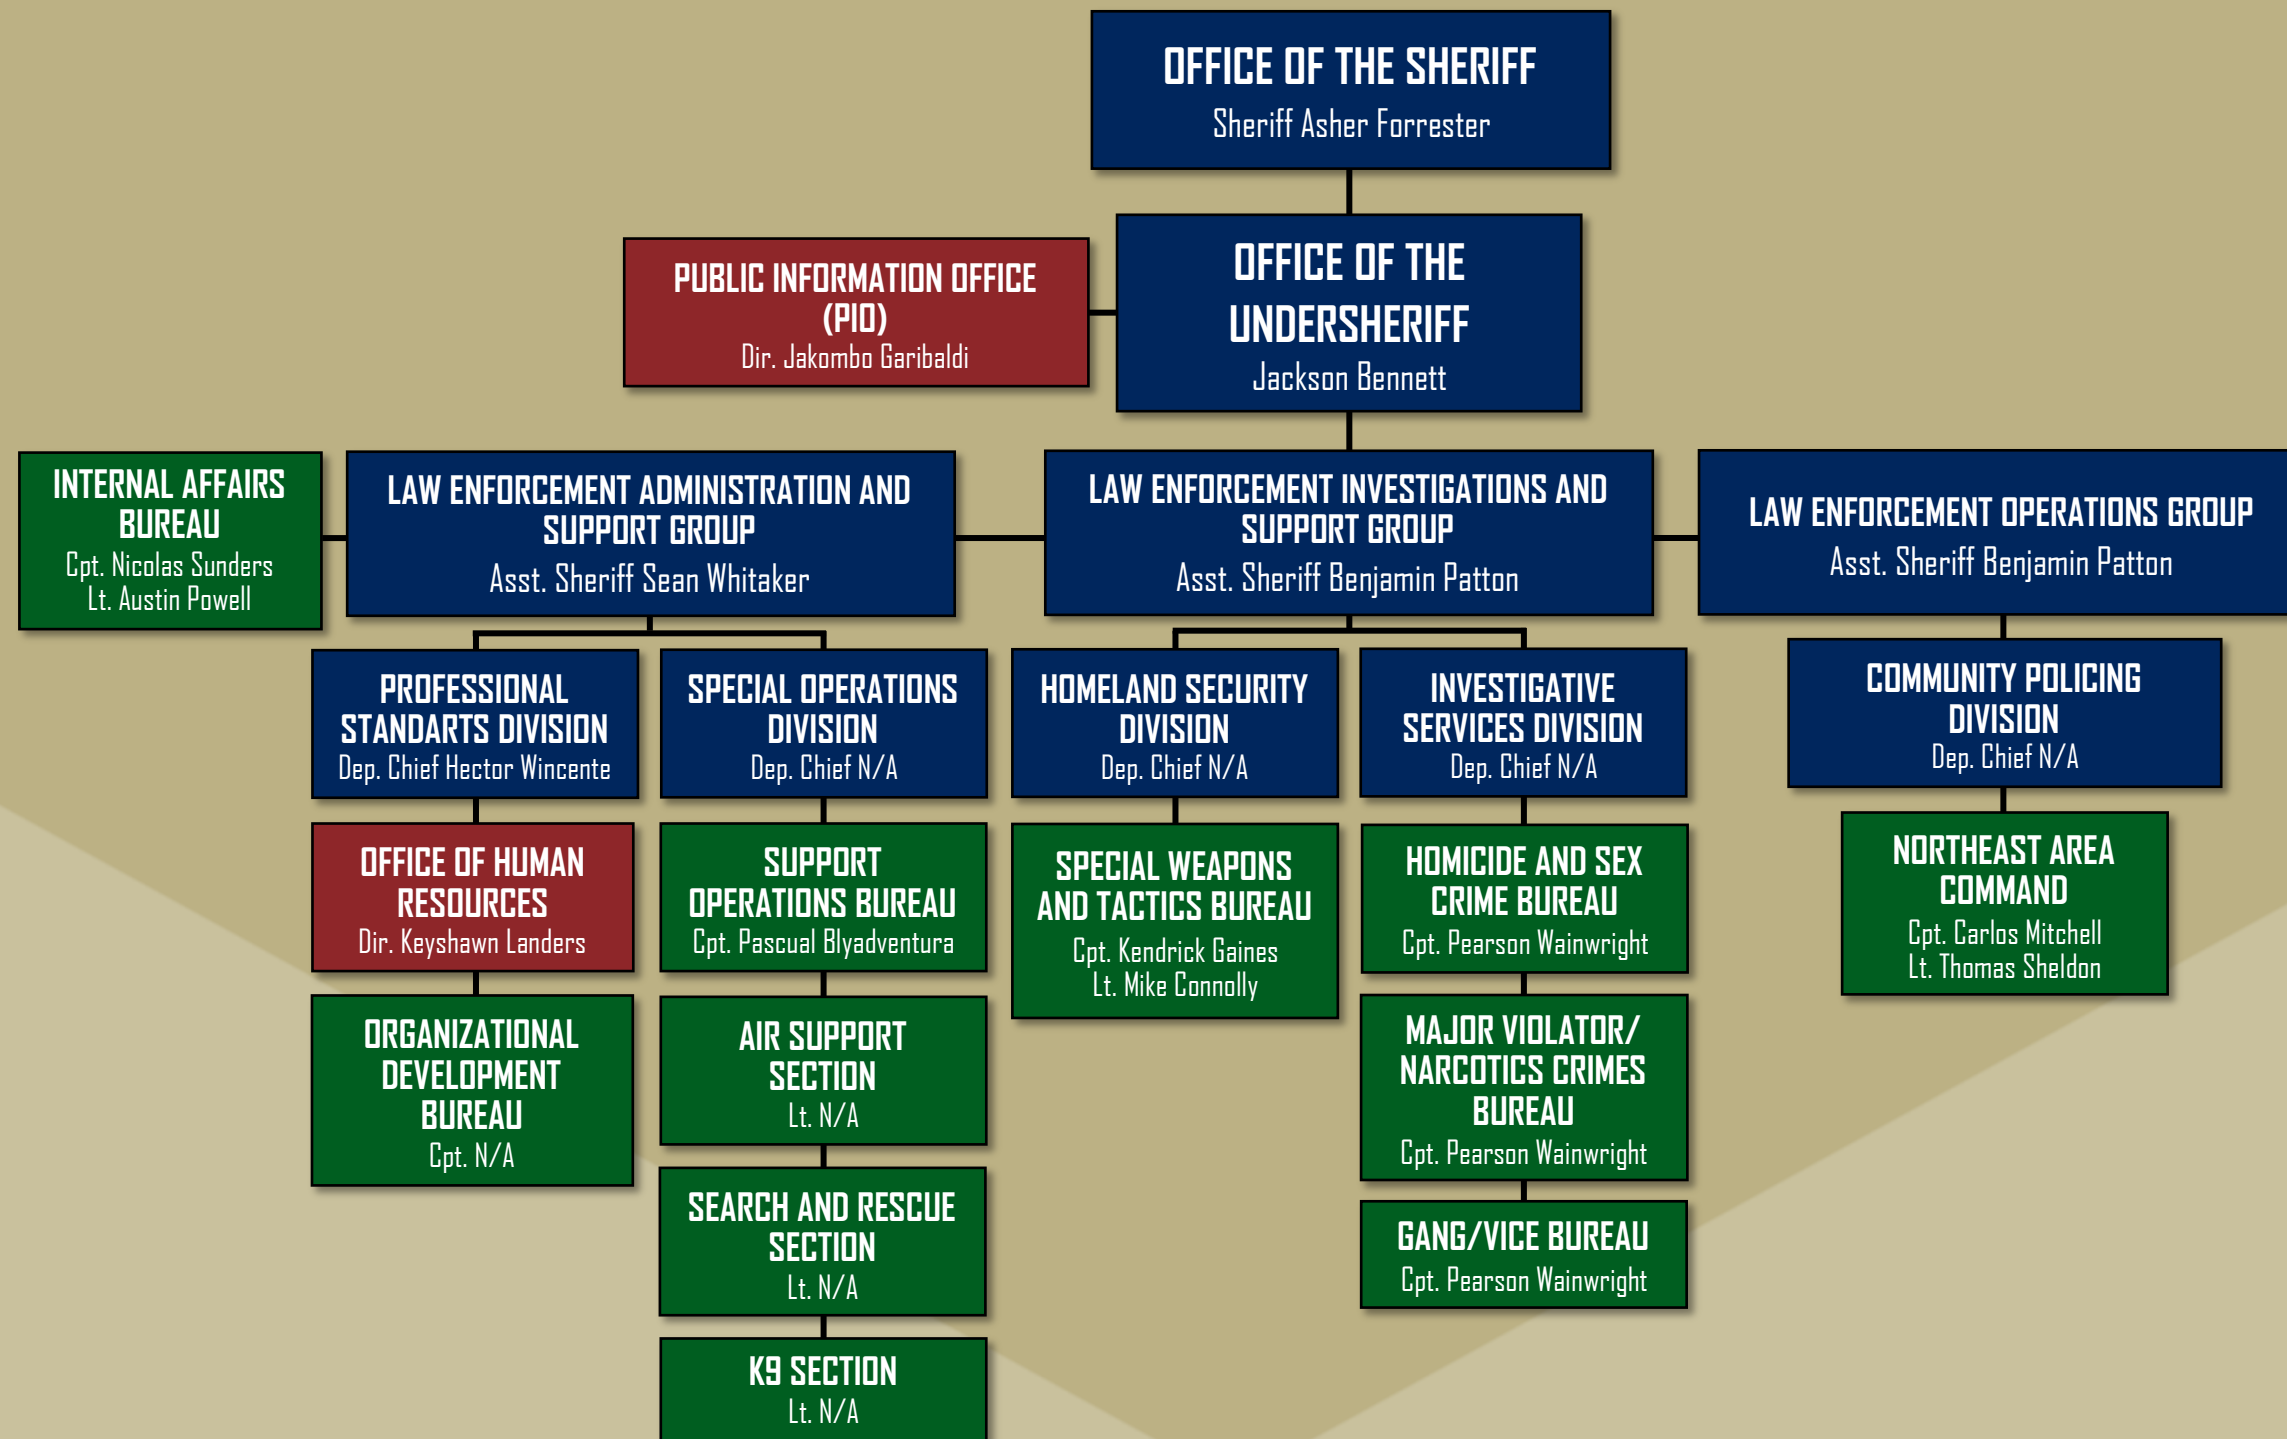 OFFICE OF THE SHERIFF
Sheriff Asher Forrester
PUBLIC INFORMATION OFFICE
(PIO)
Dir. Jakombo Garibaldi
OFFICE OF THE
UNDERSHERIFF
Jackson Bennett
INTERNAL AFFAIRS
BUREAU
Cpt. Nicolas Sunders
Lt. Austin Powell
LAW ENFORCEMENT ADMINISTRATION AND
SUPPORT GROUP
Asst. Sheriff Sean Whitaker
LAW ENFORCEMENT INVESTIGATIONS AND
SUPPORT GROUP
Asst. Sheriff Benjamin Patton
LAW ENFORCEMENT OPERATIONS GROUP
Asst. Sheriff Benjamin Patton
PROFESSIONAL
STANDARTS DIVISION
Dep. Chief Hector Wincente
SPECIAL OPERATIONS
DIVISION
Dep. Chief N/A
HOMELAND SECURITY
DIVISION
Dep. Chief N/A
INVESTIGATIVE
SERVICES DIVISION
Dep. Chief N/A
COMMUNITY POLICING
DIVISION
Dep. Chief N/A
OFFICE OF HUMAN
RESOURCES
Dir. Keyshawn Landers
SUPPORT
OPERATIONS BUREAU
Cpt. Pascual Blyadventura
SPECIAL WEAPONS
AND TACTICS BUREAU
Cpt. Kendrick Gaines
Lt. Mike Connolly
HOMICIDE AND SEX
CRIME BUREAU
Cpt. Pearson Wainwright
NORTHEAST AREA
COMMAND
Cpt. Carlos Mitchell
Lt. Thomas Sheldon
ORGANIZATIONAL
DEVELOPMENT
BUREAU
Cpt. N/A
AIR SUPPORT
SECTION
Lt. N/A
MAJOR VIOLATOR/
NARCOTICS CRIMES
BUREAU
Cpt. Pearson Wainwright
SEARCH AND RESCUE
SECTION
Lt. N/A
GANG/VICE BUREAU
Cpt. Pearson Wainwright
K9 SECTION
Lt. N/A